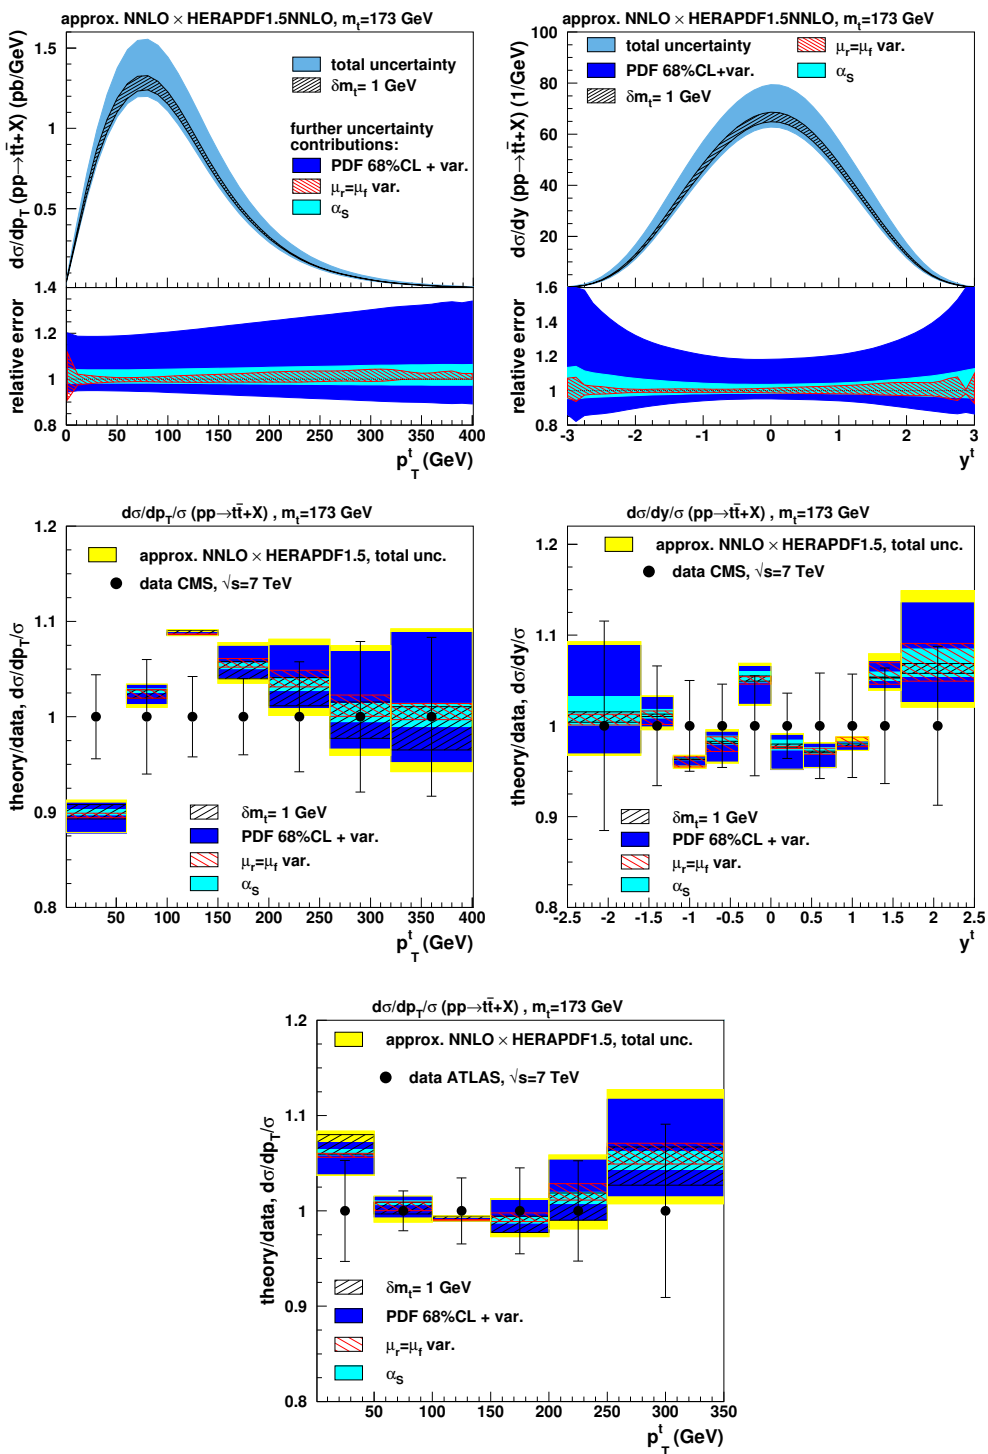 approx. NNLO × HERAPDF1.5NNLO, m_t=173 GeV
dσ/dp_T (pp→tt̄+X) (pb/GeV)
1.5
1
0.5
total uncertainty
δm_t= 1 GeV
further uncertainty
contributions:
PDF 68%CL + var.
μ_r=μ_f var.
α_S
relative error
1.4
1.2
1
0.8
0 50 100 150 200 250 300 350 400
p_T^t (GeV)
approx. NNLO × HERAPDF1.5NNLO, m_t=173 GeV
dσ/dy (pp→tt̄+X) (1/GeV)
100
80
60
40
20
total uncertainty
PDF 68%CL+var.
δm_t= 1 GeV
μ_r=μ_f var.
α_S
relative error
1.6
1.4
1.2
1
0.8
-3 -2 -1 0 1 2 3
y^t
dσ/dp_T/σ (pp→tt̄+X) , m_t=173 GeV
theory/data, dσ/dp_T/σ
1.2
1.1
1
0.9
0.8
approx. NNLO × HERAPDF1.5, total unc.
data CMS, √s=7 TeV
δm_t= 1 GeV
PDF 68%CL + var.
μ_r=μ_f var.
α_S
50 100 150 200 250 300 350 400
p_T^t (GeV)
dσ/dy/σ (pp→tt̄+X) , m_t=173 GeV
theory/data, dσ/dy/σ
1.2
1.1
1
0.9
0.8
approx. NNLO × HERAPDF1.5, total unc.
data CMS, √s=7 TeV
δm_t= 1 GeV
PDF 68%CL + var.
μ_r=μ_f var.
α_S
-2.5 -2 -1.5 -1 -0.5 0 0.5 1 1.5 2 2.5
y^t
dσ/dp_T/σ (pp→tt̄+X) , m_t=173 GeV
theory/data, dσ/dp_T/σ
1.2
1.1
1
0.9
0.8
approx. NNLO × HERAPDF1.5, total unc.
data ATLAS, √s=7 TeV
δm_t= 1 GeV
PDF 68%CL + var.
μ_r=μ_f var.
α_S
50 100 150 200 250 300 350
p_T^t (GeV)